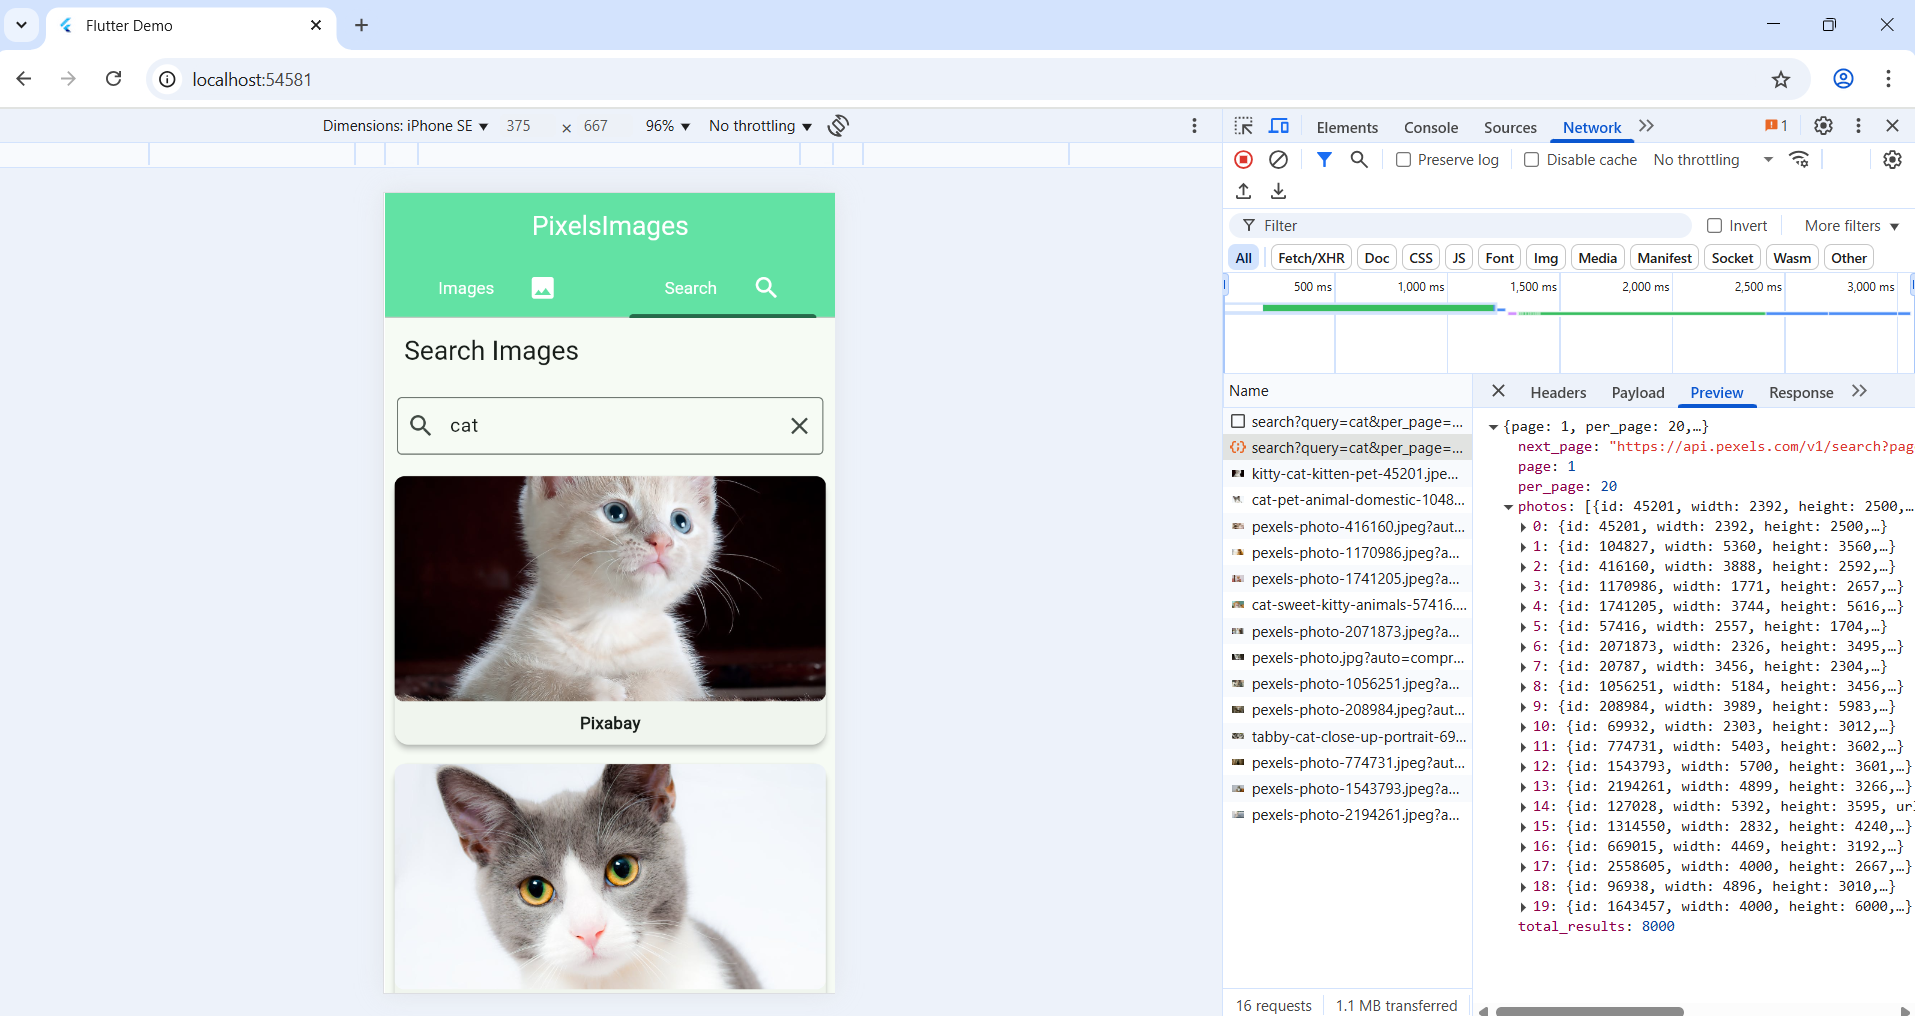 Flutter Demo
localhost:54581
Dimensions: iPhone SE 375 × 667 96% No throttling
PixelsImages
Images Search
Search Images
cat
Pixabay
Elements Console Sources Network 1
Preserve log Disable cache No throttling
Filter Invert More filters
All Fetch/XHR Doc CSS JS Font Img Media Manifest Socket Wasm Other
500 ms 1,000 ms 1,500 ms 2,000 ms 2,500 ms 3,000 ms
Name
search?query=cat&per_page=...
search?query=cat&per_page=...
kitty-cat-kitten-pet-45201.jpe...
cat-pet-animal-domestic-1048...
pexels-photo-416160.jpeg?aut...
pexels-photo-1170986.jpeg?a...
pexels-photo-1741205.jpeg?a...
cat-sweet-kitty-animals-57416....
pexels-photo-2071873.jpeg?a...
pexels-photo.jpg?auto=compr...
pexels-photo-1056251.jpeg?a...
pexels-photo-208984.jpeg?aut...
tabby-cat-close-up-portrait-69...
pexels-photo-774731.jpeg?aut...
pexels-photo-1543793.jpeg?a...
pexels-photo-2194261.jpeg?a...
16 requests 1.1 MB transferred
Headers Payload Preview Response
{page: 1, per_page: 20,…}
next_page: "https://api.pexels.com/v1/search?pag
page: 1
per_page: 20
photos: [{id: 45201, width: 2392, height: 2500,…
0: {id: 45201, width: 2392, height: 2500,…}
1: {id: 104827, width: 5360, height: 3560,…}
2: {id: 416160, width: 3888, height: 2592,…}
3: {id: 1170986, width: 1771, height: 2657,…}
4: {id: 1741205, width: 3744, height: 5616,…}
5: {id: 57416, width: 2557, height: 1704,…}
6: {id: 2071873, width: 2326, height: 3495,…}
7: {id: 20787, width: 3456, height: 2304,…}
8: {id: 1056251, width: 5184, height: 3456,…}
9: {id: 208984, width: 3989, height: 5983,…}
10: {id: 69932, width: 2303, height: 3012,…}
11: {id: 774731, width: 5403, height: 3602,…}
12: {id: 1543793, width: 5700, height: 3601,…}
13: {id: 2194261, width: 4899, height: 3266,…}
14: {id: 127028, width: 5392, height: 3595, url
15: {id: 1314550, width: 2832, height: 4240,…}
16: {id: 669015, width: 4469, height: 3192,…}
17: {id: 2558605, width: 4000, height: 2667,…}
18: {id: 96938, width: 4896, height: 3010,…}
19: {id: 1643457, width: 4000, height: 6000,…}
total_results: 8000